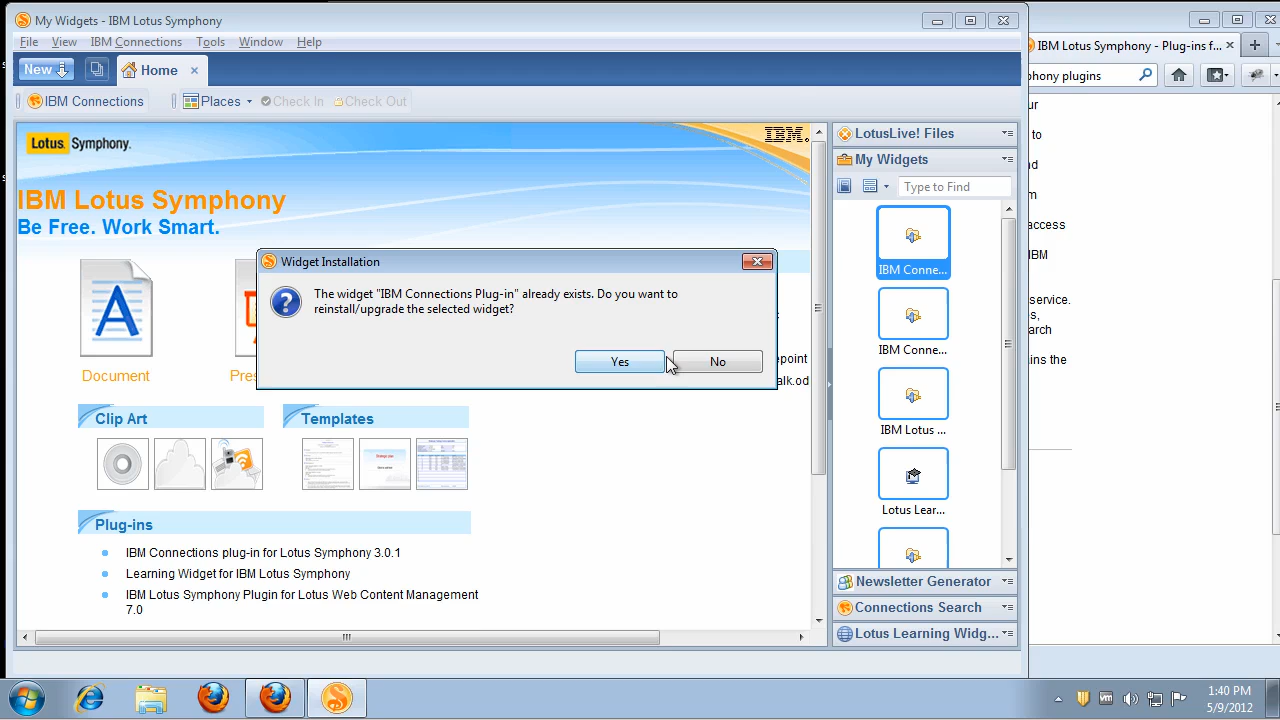 My Widgets - IBM Lotus Symphony
File View IBM Connections Tools Window Help
New
Home
IBM Connections
Places
Check In
Check Out
Lotus. Symphony.
IBM.
IBM Lotus Symphony
Be Free. Work Smart.
Document
Pres
Clip Art
Templates
Plug-ins
IBM Connections plug-in for Lotus Symphony 3.0.1
Learning Widget for IBM Lotus Symphony
IBM Lotus Symphony Plugin for Lotus Web Content Management
7.0
epoint
alk.od
Widget Installation
The widget "IBM Connections Plug-in" already exists. Do you want to
reinstall/upgrade the selected widget?
Yes
No
LotusLive! Files
My Widgets
Type to Find
IBM Conne...
IBM Conne...
IBM Lotus ...
Lotus Lear...
Newsletter Generator
Connections Search
Lotus Learning Widg...
IBM Lotus Symphony - Plug-ins f...
phony plugins
ur
to
nd
m
access
IBM
service.
s,
arch
ins the
1:40 PM
5/9/2012